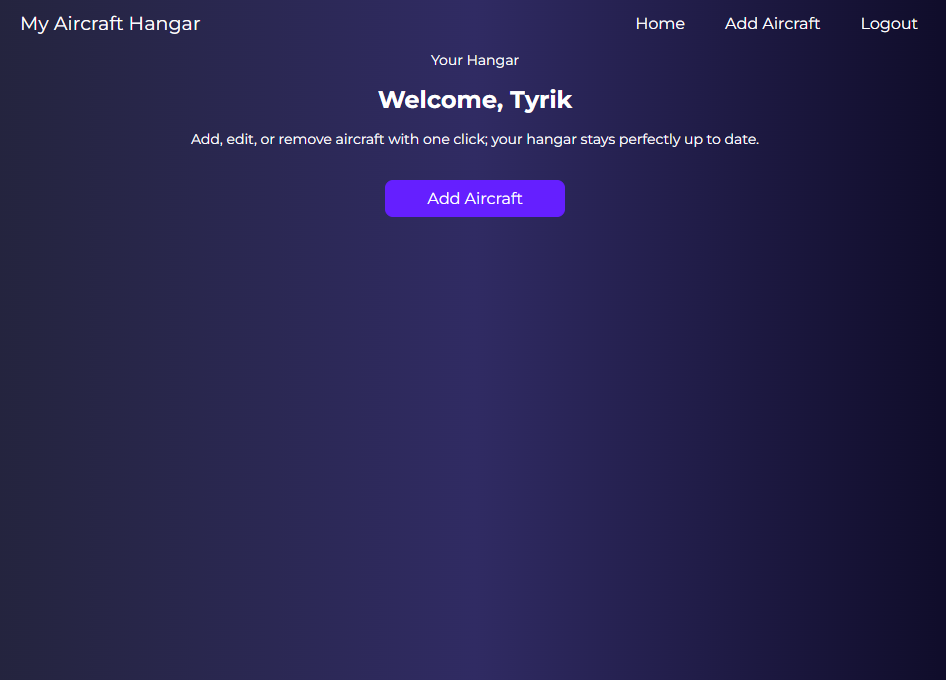 My Aircraft Hangar
Home
Add Aircraft
Logout
Your Hangar
Welcome, Tyrik
Add, edit, or remove aircraft with one click; your hangar stays perfectly up to date.
Add Aircraft